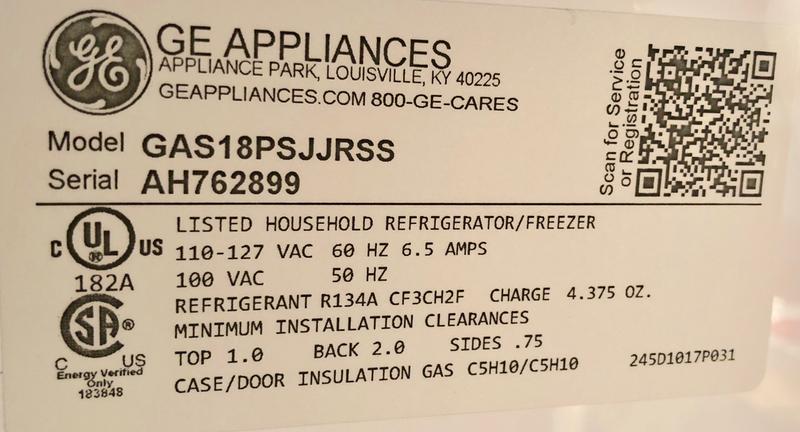 GE
GE APPLIANCES
APPLIANCE PARK, LOUISVILLE, KY 40225
GEAPPLIANCES.COM 800-GE-CARES
Model GAS18PSJJRSS
Serial AH762899
Scan for Service
or Registration
C UL® US
182A
LISTED HOUSEHOLD REFRIGERATOR/FREEZER
110-127 VAC 60 HZ 6.5 AMPS
100 VAC 50 HZ
REFRIGERANT R134A CF3CH2F CHARGE 4.375 OZ.
MINIMUM INSTALLATION CLEARANCES
TOP 1.0 BACK 2.0 SIDES .75
CASE/DOOR INSULATION GAS C5H10/C5H10
245D1017P031
SA®
C US
Energy Verified
Only
183848